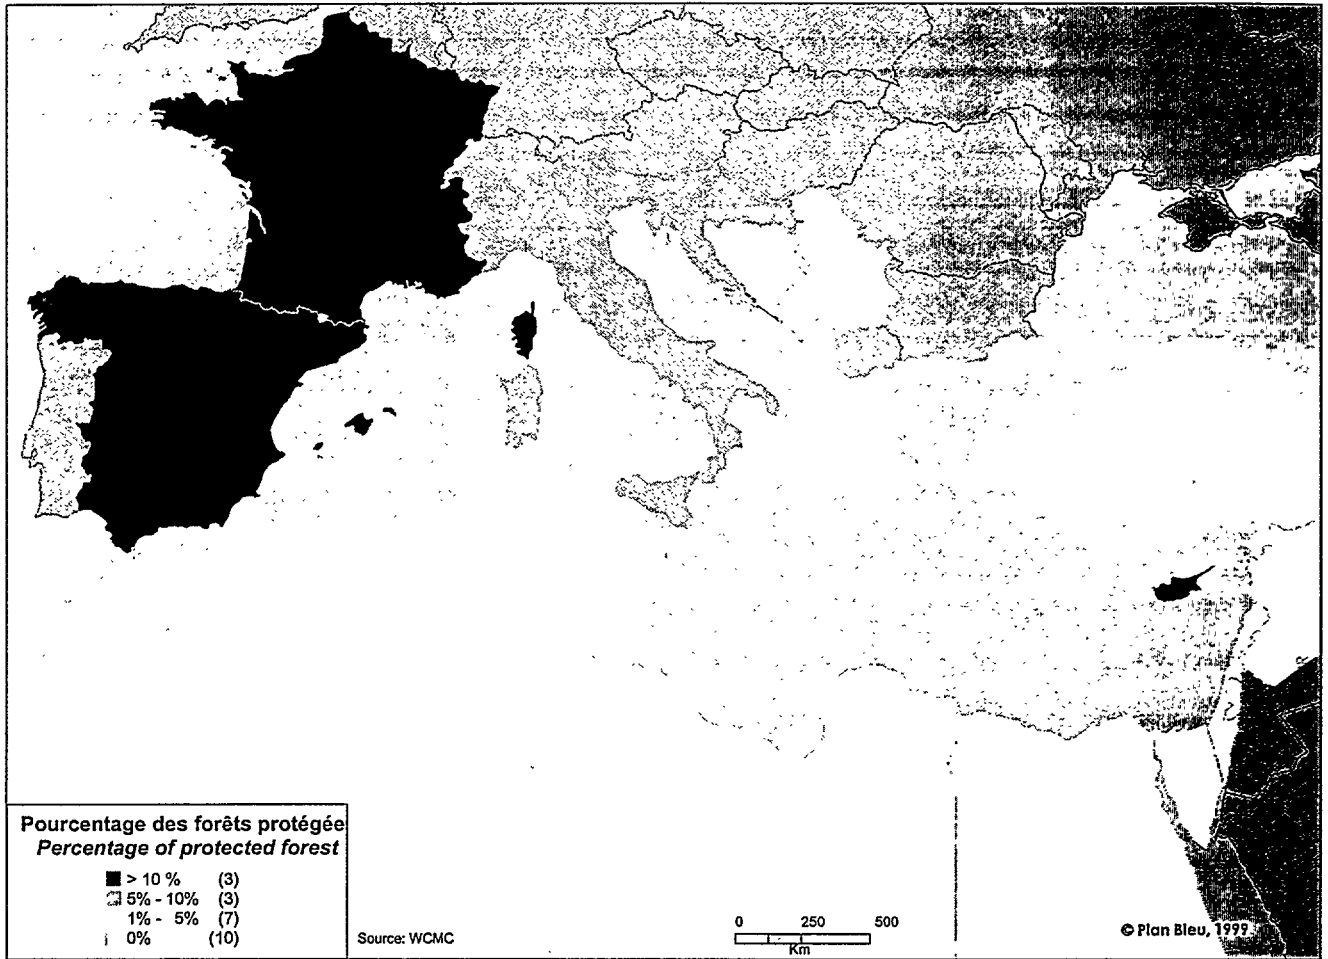 R
Pourcentage des forêts protégée
Percentage of protected forest
> 10 % (3)
5% - 10% (3)
1% - 5% (7)
0% (10)
Source: WCMC
0 250 500
Km
© Plan Bleu, 1999